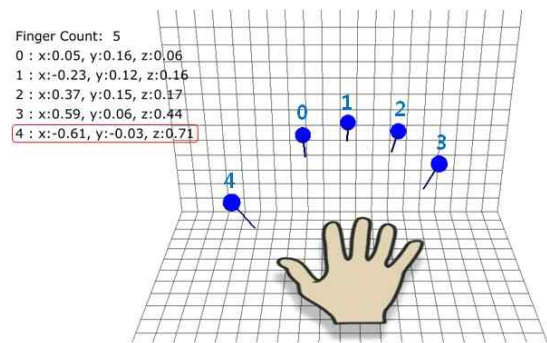 Finger Count: 5
0 : x:0.05, y:0.16, z:0.06
1 : x:-0.23, y:0.12, z:0.16
2 : x:0.37, y:0.15, z:0.17
3 : x:0.59, y:0.06, z:0.44
4 : x:-0.61, y:-0.03, z:0.71
0
1
2
3
4